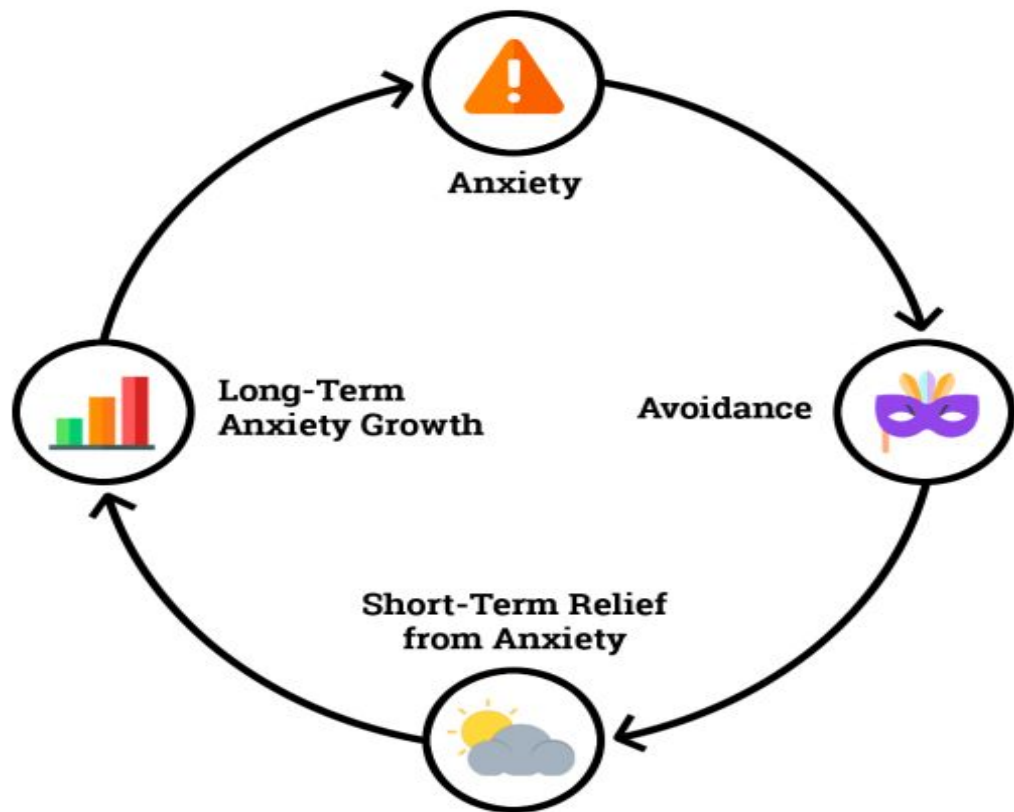 Anxiety
Long-Term
Anxiety Growth
Avoidance
Short-Term Relief
from Anxiety